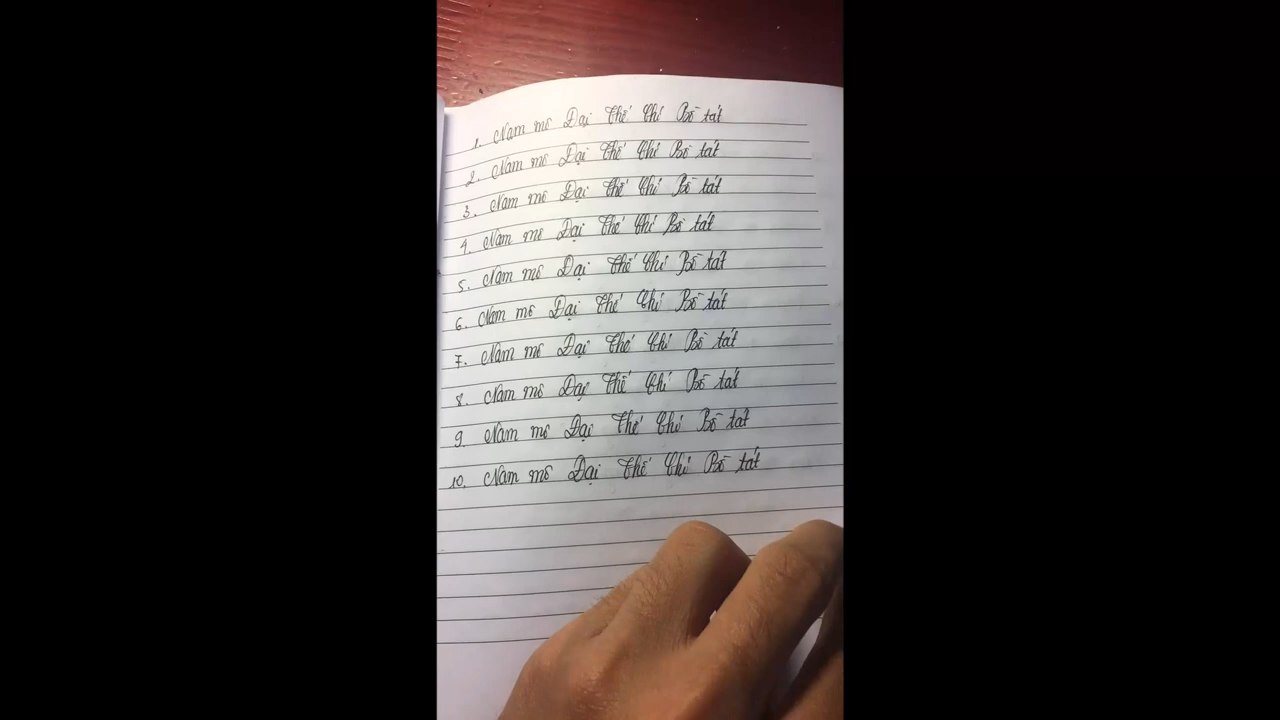 1. Nam mô Đại Thế Chí Bồ tát
2. Nam mô Đại Thế Chí Bồ tát
3. Nam mô Đại Thế Chí Bồ tát
4. Nam mô Đại Thế Chí Bồ tát
5. Nam mô Đại Thế Chí Bồ tát
6. Nam mô Đại Thế Chí Bồ tát
7. Nam mô Đại Thế Chí Bồ tát
8. Nam mô Đại Thế Chí Bồ tát
9. Nam mô Đại Thế Chí Bồ tát
10. Nam mô Đại Thế Chí Bồ tát